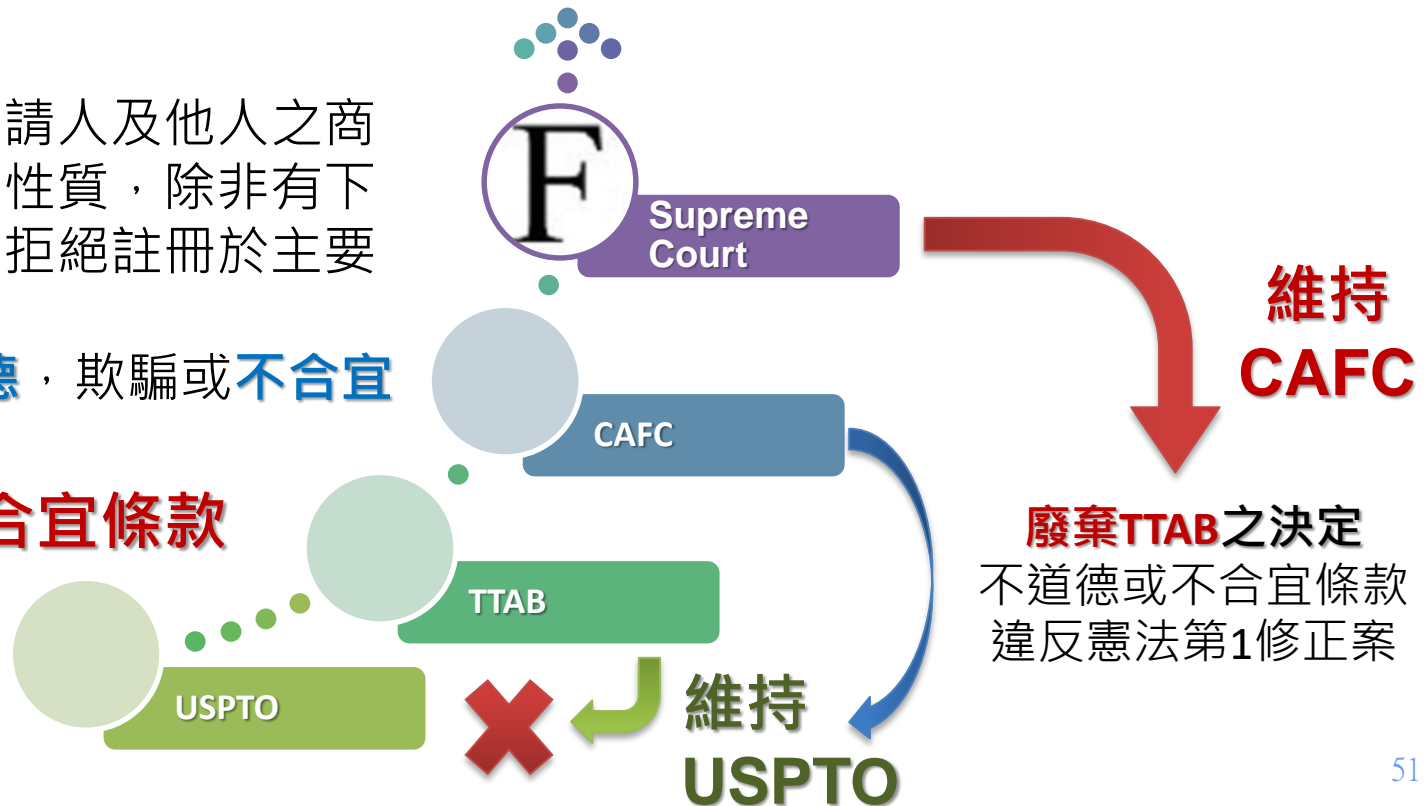 請人及他人之商
性質，除非有下
拒絕註冊於主要
德，欺騙或不合宜
合宜條款
F
Supreme
Court
CAFC
TTAB
USPTO
維持
USPTO
維持
CAFC
廢棄TTAB之決定
不道德或不合宜條款
違反憲法第1修正案
51